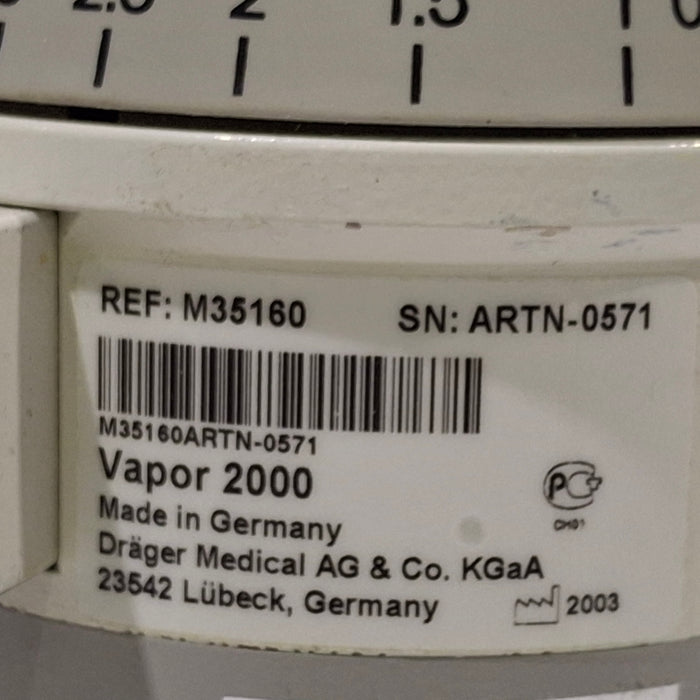 2.5 2 1.5 1
REF: M35160 SN: ARTN-0571
M35160ARTN-0571
Vapor 2000
Made in Germany
Dräger Medical AG & Co. KGaA
23542 Lübeck, Germany
2003